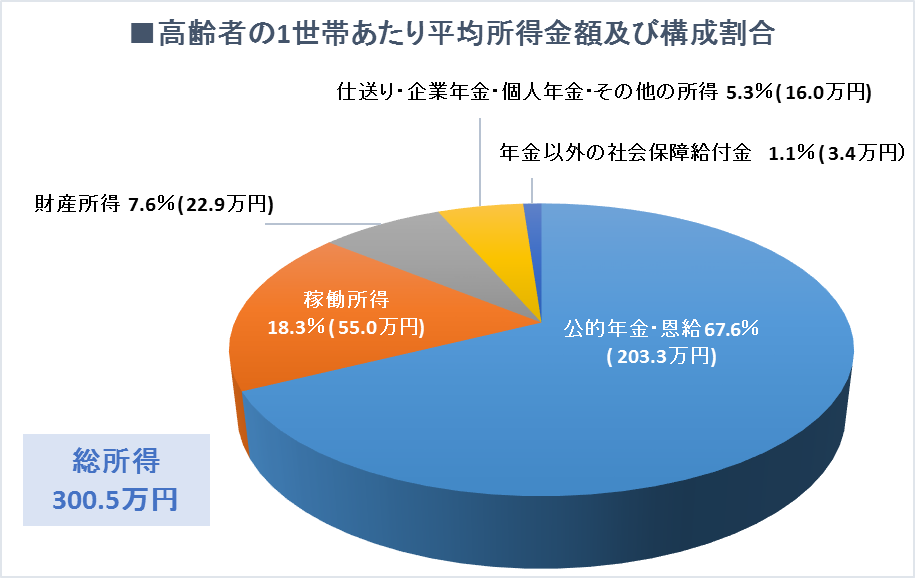 ■高齢者の1世帯あたり平均所得金額及び構成割合
仕送り・企業年金・個人年金・その他の所得 5.3%(16.0万円)
年金以外の社会保障給付金 1.1%(3.4万円)
財産所得 7.6%(22.9万円)
稼働所得
18.3%(55.0万円)
公的年金・恩給67.6%
(203.3万円)
総所得
300.5万円